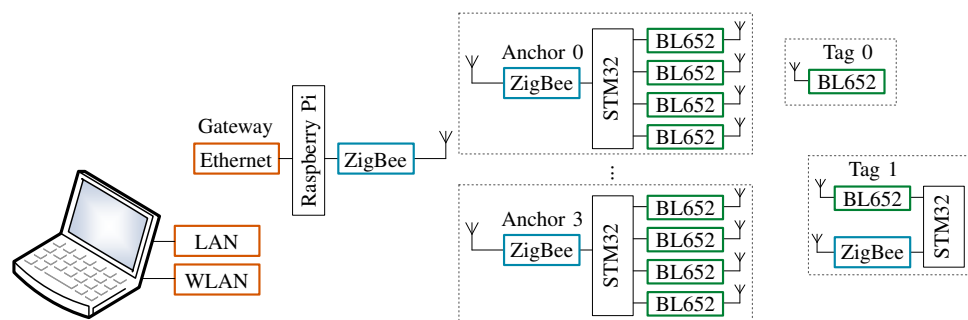 Gateway
Ethernet
Raspberry Pi
ZigBee
LAN
WLAN
Anchor 0
ZigBee
STM32
BL652
BL652
BL652
BL652
...
Anchor 3
ZigBee
STM32
BL652
BL652
BL652
BL652
Tag 0
BL652
Tag 1
BL652
ZigBee
STM32